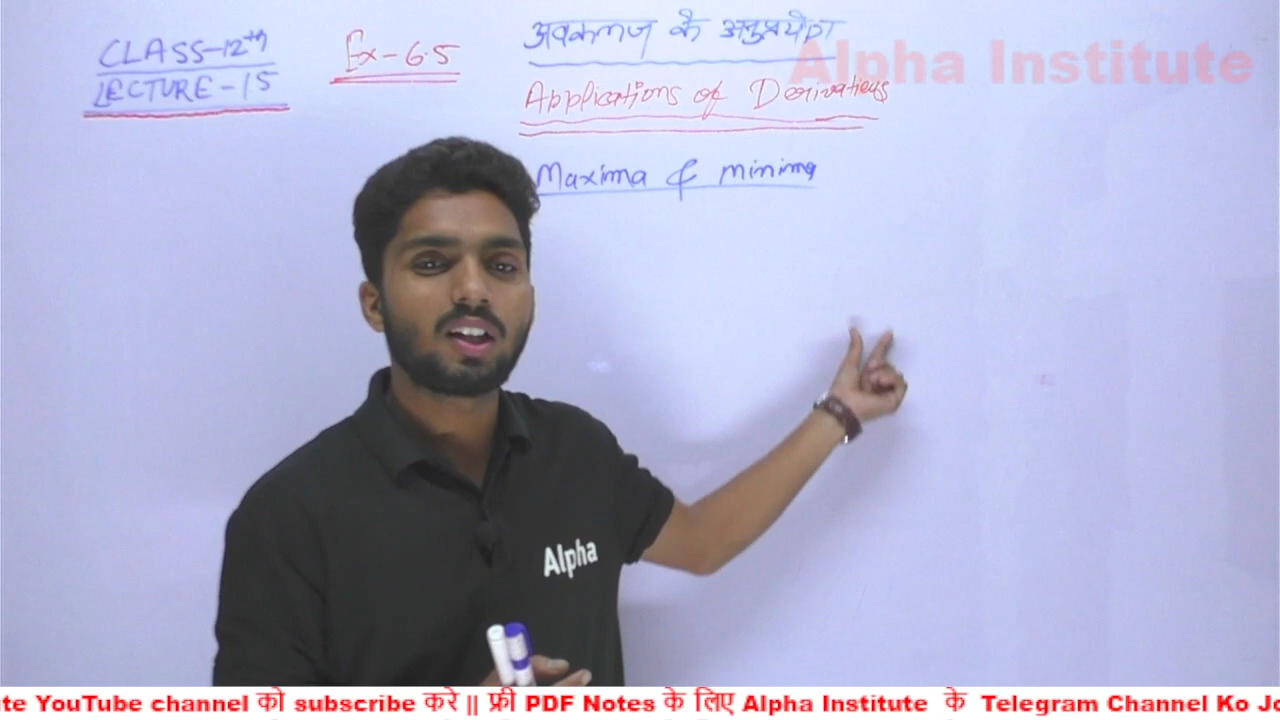 CLASS-12th
LECTURE-15
Ex-6.5
अवकलज के अनुप्रयोग
Applications of Derivatives
Maxima & minima
Alpha Institute
Alpha
te YouTube channel को subscribe करे || फ्री PDF Notes के लिए Alpha Institute के Telegram Channel Ko Jo